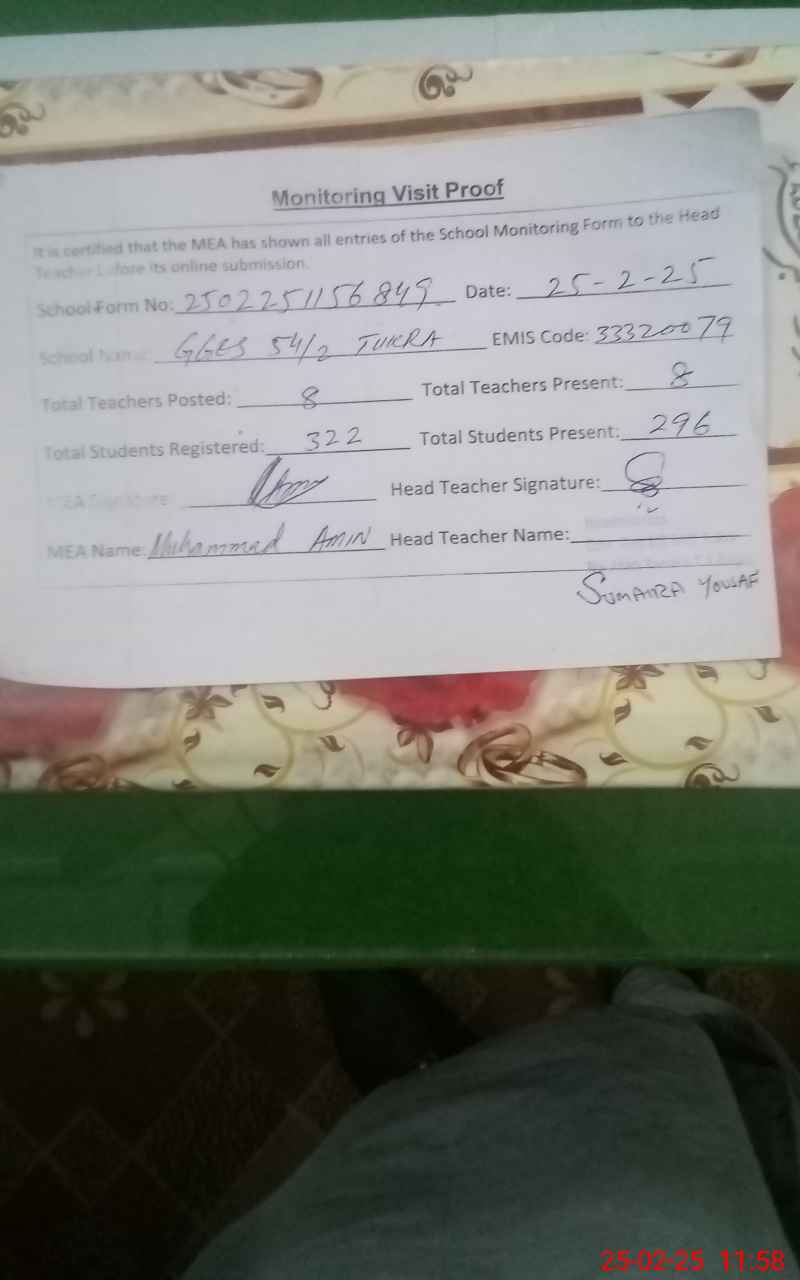 Monitoring Visit Proof
It is certified that the MEA has shown all entries of the School Monitoring Form to the Head
Teacher before its online submission.
School Form No: 2502251156849 Date: 25-2-25
School Name: GGES 54/2 TUKRA EMIS Code: 33320079
Total Teachers Posted: 8 Total Teachers Present: 8
Total Students Registered: 322 Total Students Present: 296
MEA Signature: Head Teacher Signature:
MEA Name: Muhammad AMIN Head Teacher Name:
SUMAIRA YOUSAF
25-02-25 11:58